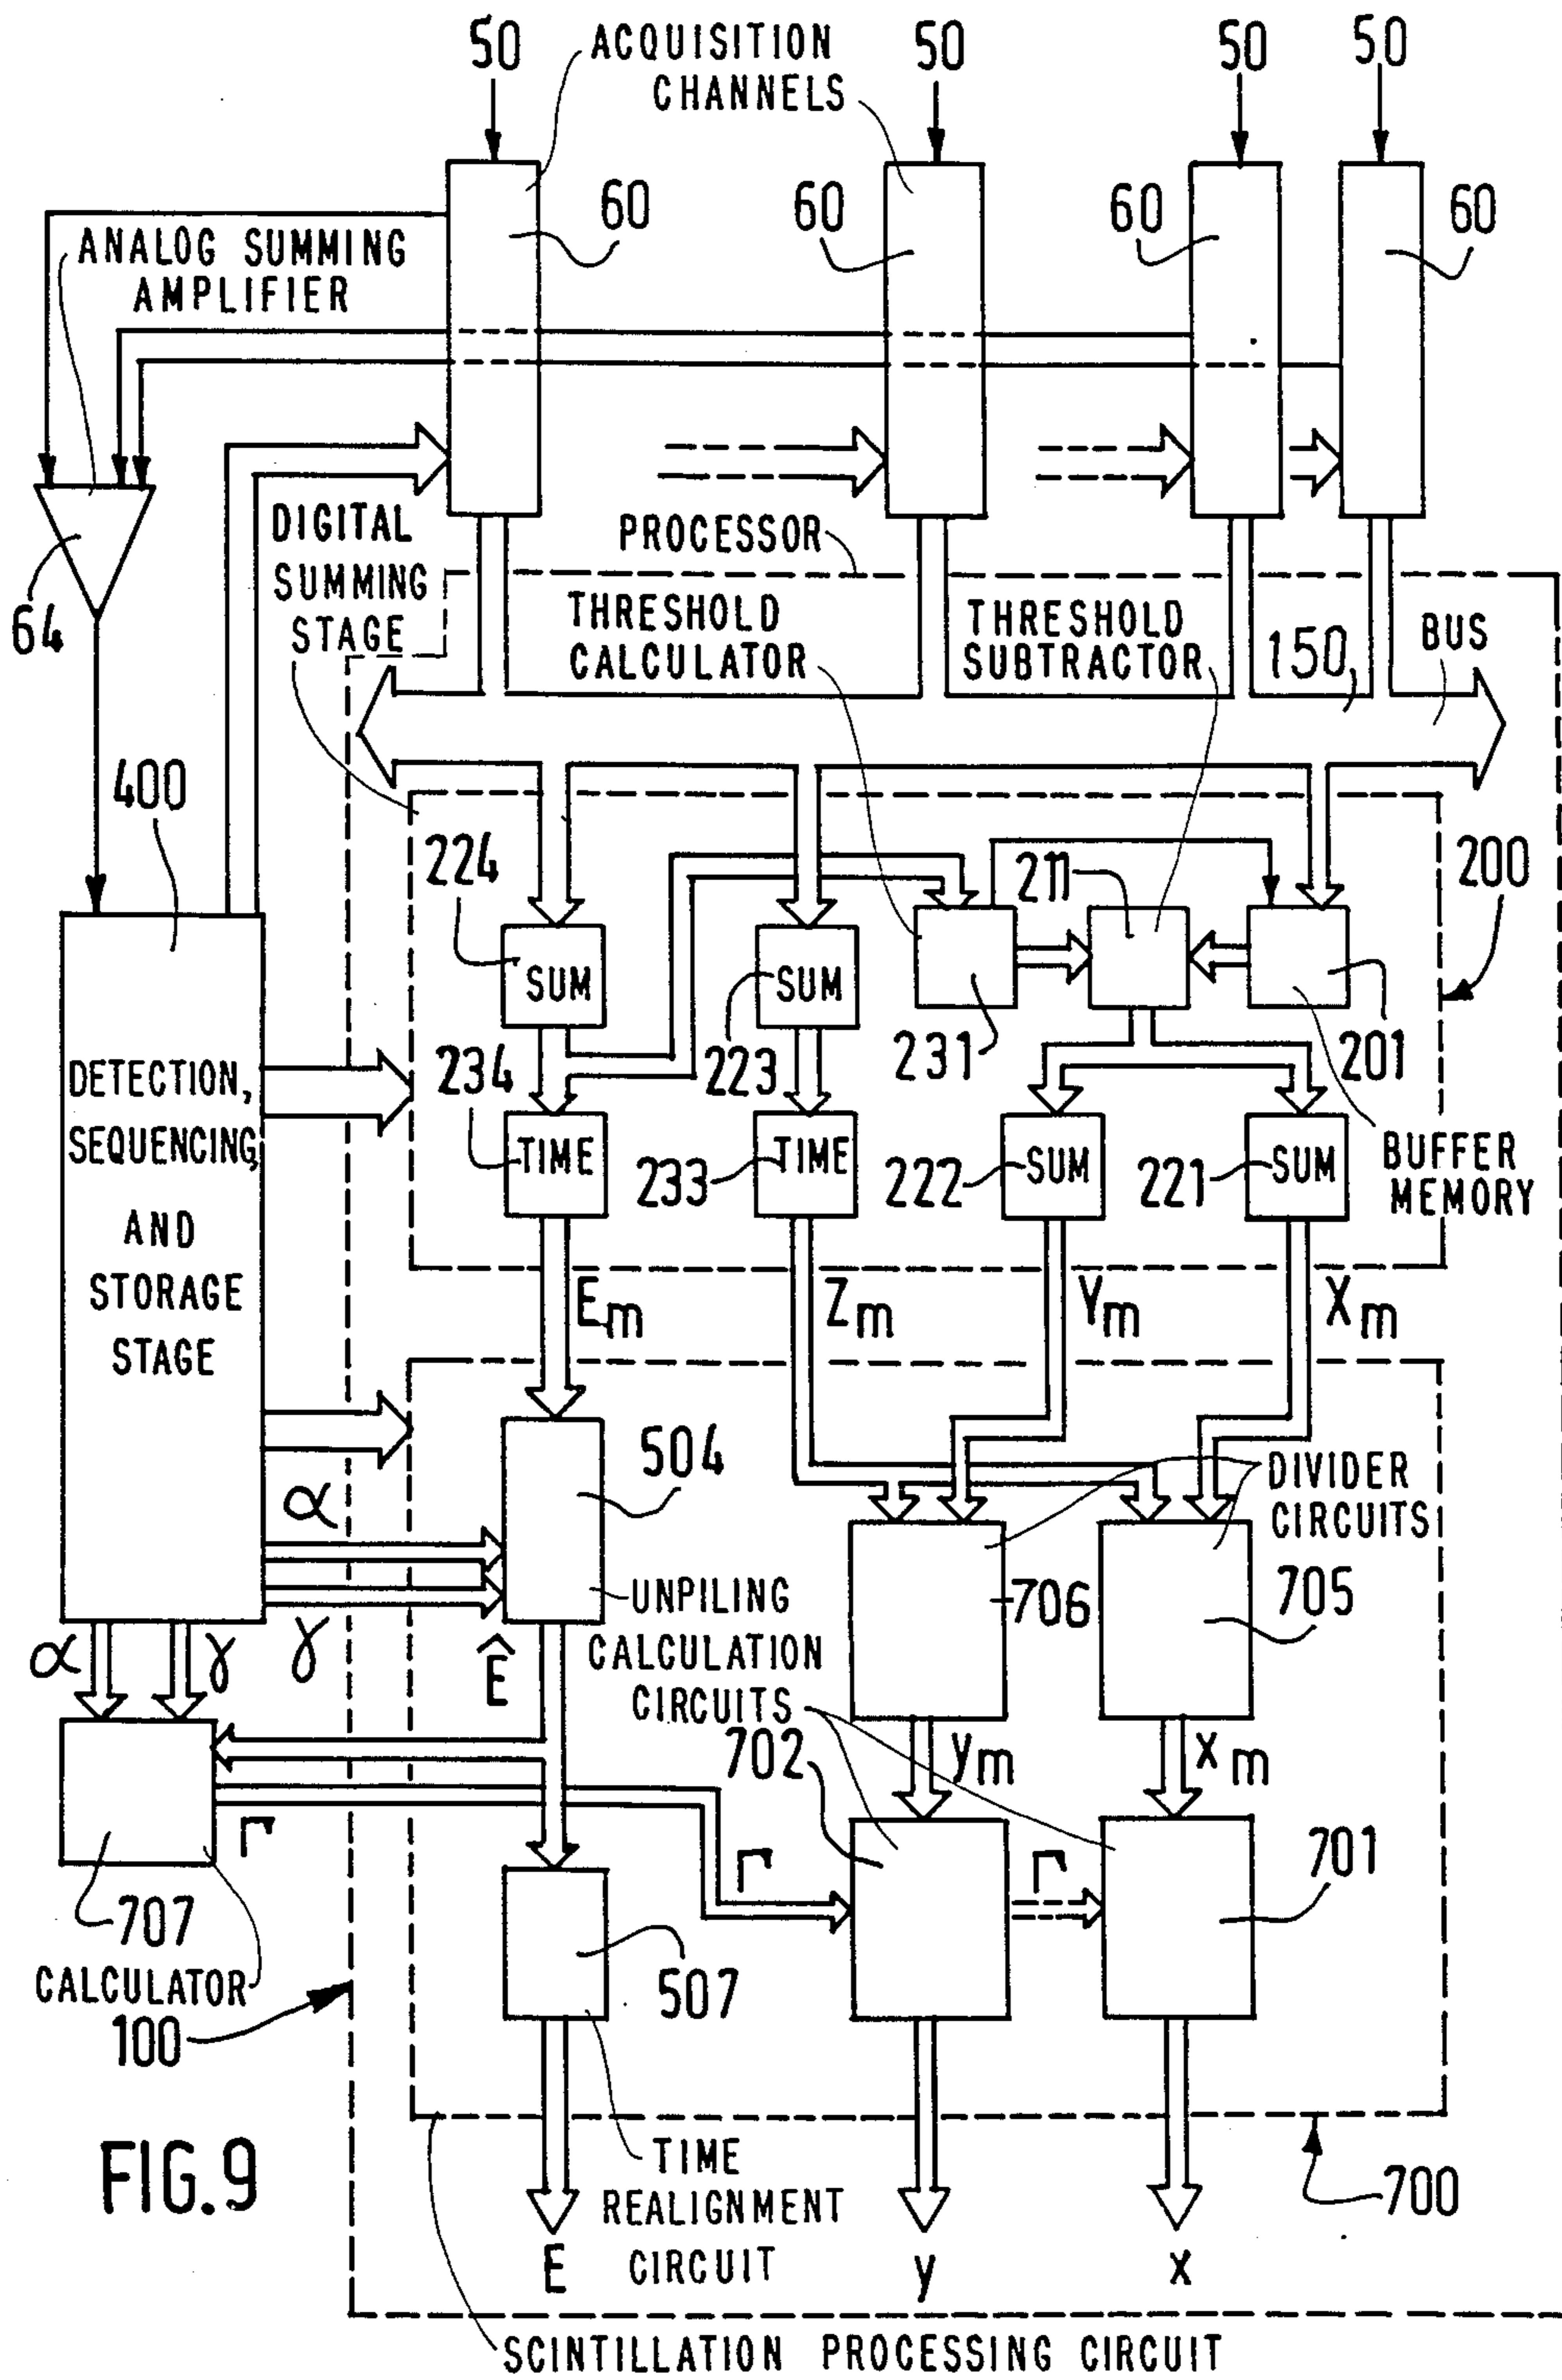 50
ACQUISITION
CHANNELS
50
50
50
60
60
60
60
ANALOG SUMMING
AMPLIFIER
64
DIGITAL
SUMMING
STAGE
PROCESSOR
THRESHOLD
CALCULATOR
THRESHOLD
SUBTRACTOR
150
BUS
400
224
211
200
SUM
SUM
234
223
231
201
DETECTION,
SEQUENCING,
AND
STORAGE
STAGE
TIME
233
TIME
222
SUM
221
SUM
BUFFER
MEMORY
Em
Zm
Ym
Xm
504
DIVIDER
CIRCUITS
α
γ
α
γ
Ê
UNPILING
CALCULATION
CIRCUITS
706
705
702
ym
xm
Γ
Γ
Γ
701
707
CALCULATOR
100
507
FIG.9
TIME
REALIGNMENT
CIRCUIT
700
E
y
x
SCINTILLATION PROCESSING CIRCUIT